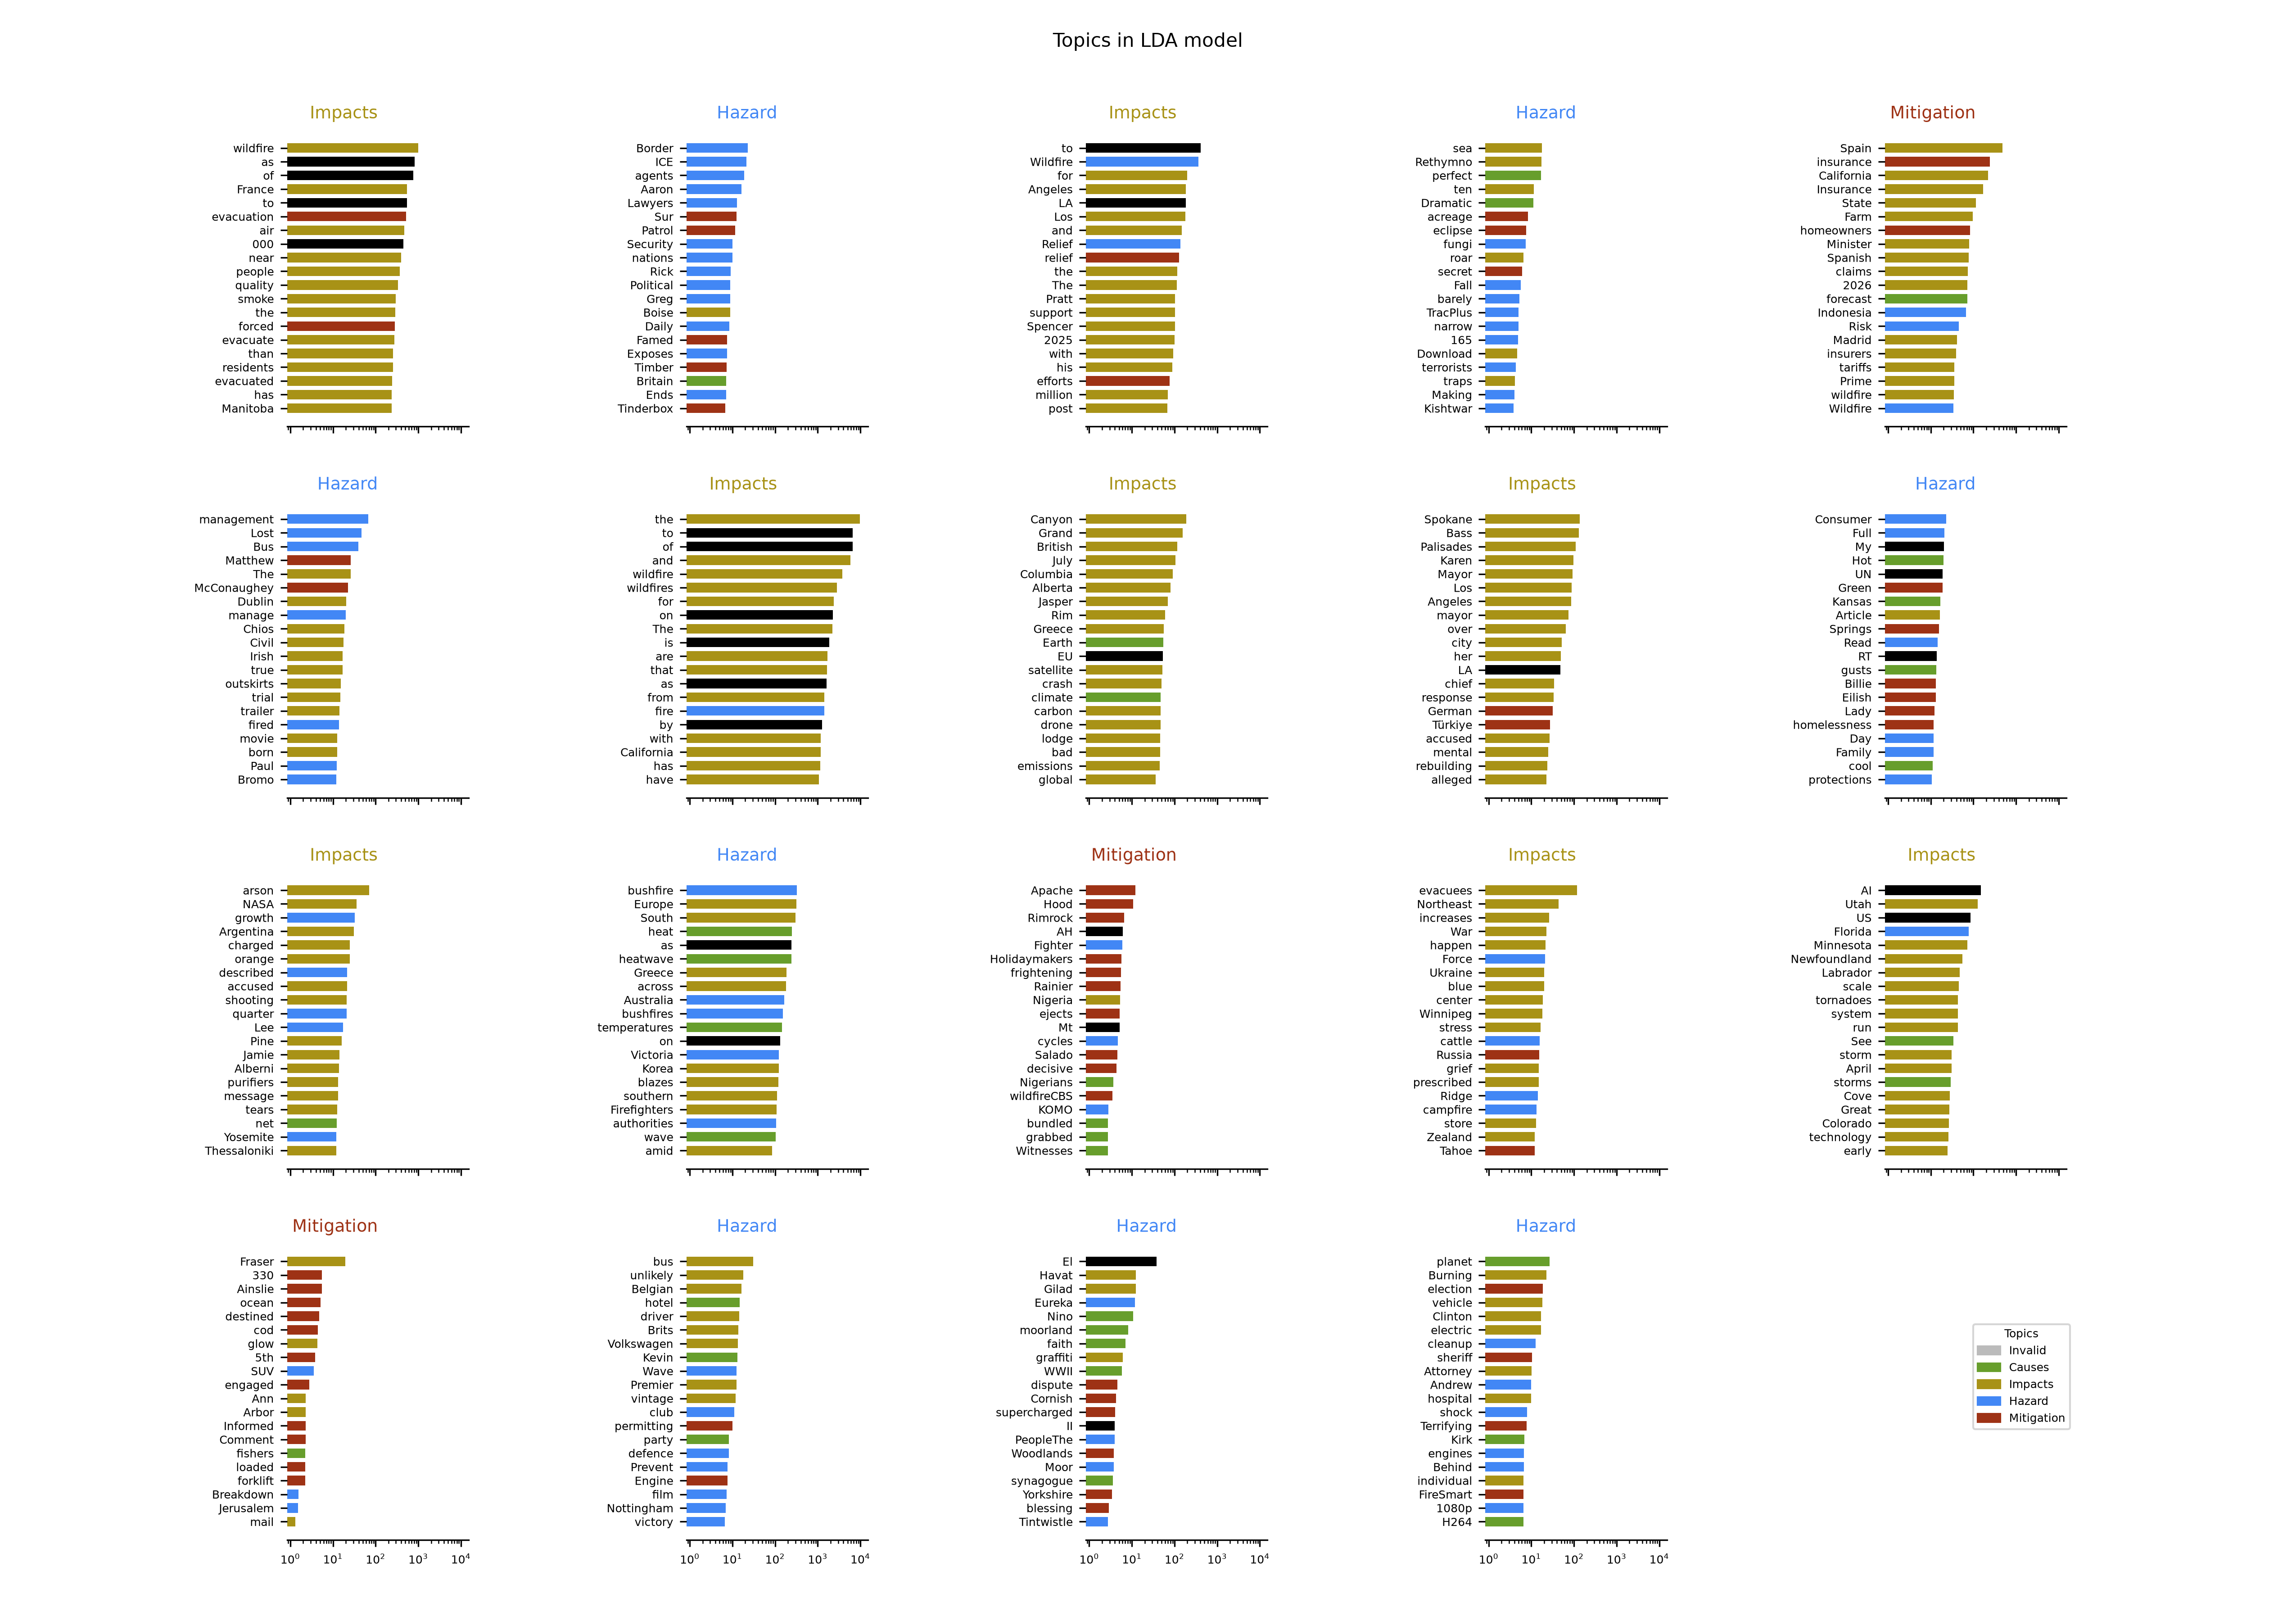 Topics in LDA model
Impacts
wildfire
as
of
France
to
evacuation
air
000
near
people
quality
smoke
the
forced
evacuate
than
residents
evacuated
has
Manitoba
Hazard
Border
ICE
agents
Aaron
Lawyers
Sur
Patrol
Security
nations
Rick
Political
Greg
Boise
Daily
Famed
Exposes
Timber
Britain
Ends
Tinderbox
Impacts
to
Wildfire
for
Angeles
LA
Los
and
Relief
relief
the
The
Pratt
support
Spencer
2025
with
his
efforts
million
post
Hazard
sea
Rethymno
perfect
ten
Dramatic
acreage
eclipse
fungi
roar
secret
Fall
barely
TracPlus
narrow
165
Download
terrorists
traps
Making
Kishtwar
Mitigation
Spain
insurance
California
Insurance
State
Farm
homeowners
Minister
Spanish
claims
2026
forecast
Indonesia
Risk
Madrid
insurers
tariffs
Prime
wildfire
Wildfire
Hazard
management
Lost
Bus
Matthew
The
McConaughey
Dublin
manage
Chios
Civil
Irish
true
outskirts
trial
trailer
fired
movie
born
Paul
Bromo
Impacts
the
to
of
and
wildfire
wildfires
for
on
The
is
are
that
as
from
fire
by
with
California
has
have
Impacts
Canyon
Grand
British
July
Columbia
Alberta
Jasper
Rim
Greece
Earth
EU
satellite
crash
climate
carbon
drone
lodge
bad
emissions
global
Impacts
Spokane
Bass
Palisades
Karen
Mayor
Los
Angeles
mayor
over
city
her
LA
chief
response
German
Türkiye
accused
mental
rebuilding
alleged
Hazard
Consumer
Full
My
Hot
UN
Green
Kansas
Article
Springs
Read
RT
gusts
Billie
Eilish
Lady
homelessness
Day
Family
cool
protections
Impacts
arson
NASA
growth
Argentina
charged
orange
described
accused
shooting
quarter
Lee
Pine
Jamie
Alberni
purifiers
message
tears
net
Yosemite
Thessaloniki
Hazard
bushfire
Europe
South
heat
as
heatwave
Greece
across
Australia
bushfires
temperatures
on
Victoria
Korea
blazes
southern
Firefighters
authorities
wave
amid
Mitigation
Apache
Hood
Rimrock
AH
Fighter
Holidaymakers
frightening
Rainier
Nigeria
ejects
Mt
cycles
Salado
decisive
Nigerians
wildfireCBS
KOMO
bundled
grabbed
Witnesses
Impacts
evacuees
Northeast
increases
War
happen
Force
Ukraine
blue
center
Winnipeg
stress
cattle
Russia
grief
prescribed
Ridge
campfire
store
Zealand
Tahoe
Impacts
AI
Utah
US
Florida
Minnesota
Newfoundland
Labrador
scale
tornadoes
system
run
See
storm
April
storms
Cove
Great
Colorado
technology
early
Mitigation
Fraser
330
Ainslie
ocean
destined
cod
glow
5th
SUV
engaged
Ann
Arbor
Informed
Comment
fishers
loaded
forklift
Breakdown
Jerusalem
mail
10⁰ 10¹ 10² 10³ 10⁴
Hazard
bus
unlikely
Belgian
hotel
driver
Brits
Volkswagen
Kevin
Wave
Premier
vintage
club
permitting
party
defence
Prevent
Engine
film
Nottingham
victory
10⁰ 10¹ 10² 10³ 10⁴
Hazard
El
Havat
Gilad
Eureka
Nino
moorland
faith
graffiti
WWII
dispute
Cornish
supercharged
II
PeopleThe
Woodlands
Moor
synagogue
Yorkshire
blessing
Tintwistle
10⁰ 10¹ 10² 10³ 10⁴
Hazard
planet
Burning
election
vehicle
Clinton
electric
cleanup
sheriff
Attorney
Andrew
hospital
shock
Terrifying
Kirk
engines
Behind
individual
FireSmart
1080p
H264
10⁰ 10¹ 10² 10³ 10⁴
Topics
Invalid
Causes
Impacts
Hazard
Mitigation